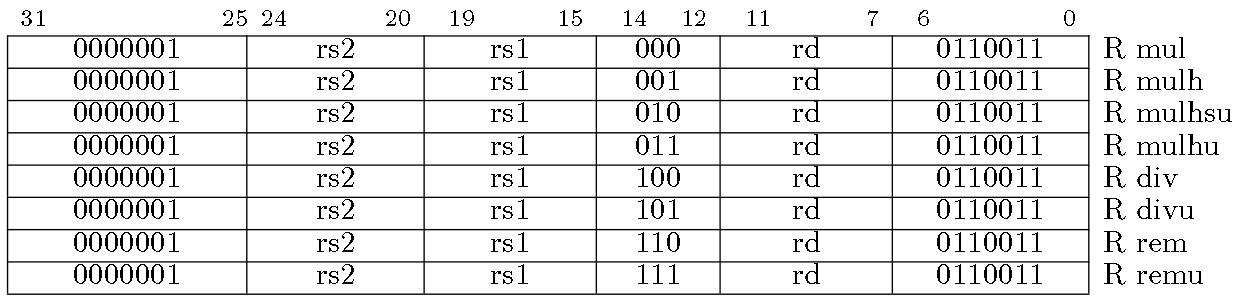 31 25 24 20 19 15 14 12 11 7 6 0
0000001 rs2 rs1 000 rd 0110011 R mul
0000001 rs2 rs1 001 rd 0110011 R mulh
0000001 rs2 rs1 010 rd 0110011 R mulhsu
0000001 rs2 rs1 011 rd 0110011 R mulhu
0000001 rs2 rs1 100 rd 0110011 R div
0000001 rs2 rs1 101 rd 0110011 R divu
0000001 rs2 rs1 110 rd 0110011 R rem
0000001 rs2 rs1 111 rd 0110011 R remu